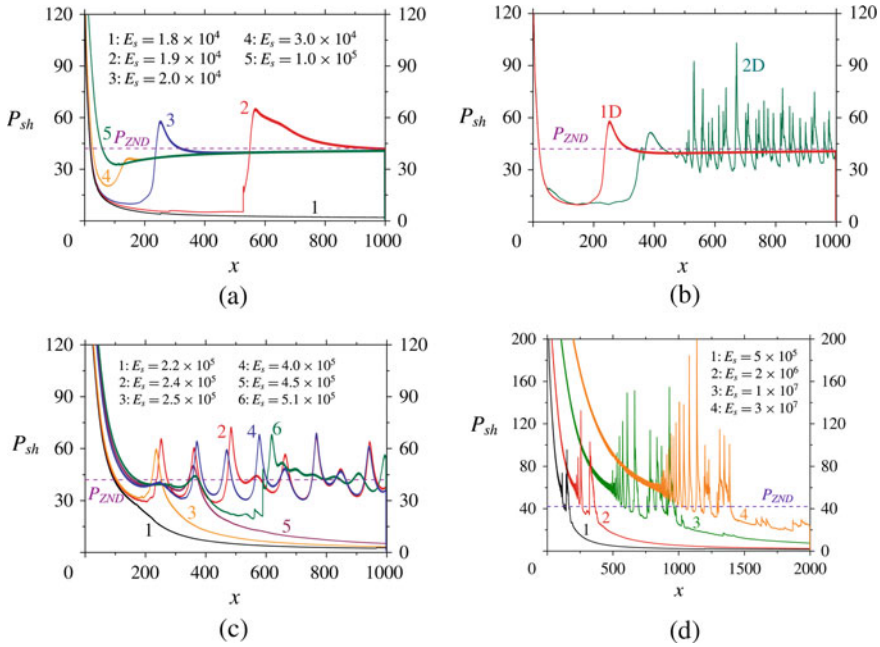 120
90
60
30
0
P_sh
1: E_s = 1.8 × 10^4
2: E_s = 1.9 × 10^4
3: E_s = 2.0 × 10^4
4: E_s = 3.0 × 10^4
5: E_s = 1.0 × 10^5
5
P_ZND
3
2
4
1
120
90
60
30
0
0 200 400 600 800 1000
x
(a)
120
90
60
30
0
P_sh
P_ZND
1D
2D
120
90
60
30
0
0 200 400 600 800 1000
x
(b)
120
90
60
30
0
P_sh
1: E_s = 2.2 × 10^5
2: E_s = 2.4 × 10^5
3: E_s = 2.5 × 10^5
4: E_s = 4.0 × 10^5
5: E_s = 4.5 × 10^5
6: E_s = 5.1 × 10^5
2
4
6
P_ZND
1
3
5
120
90
60
30
0
0 200 400 600 800 1000
x
(c)
200
160
120
80
40
0
P_sh
1: E_s = 5 × 10^5
2: E_s = 2 × 10^6
3: E_s = 1 × 10^7
4: E_s = 3 × 10^7
P_ZND
1
2
3
4
200
160
120
80
40
0
0 500 1000 1500 2000
x
(d)